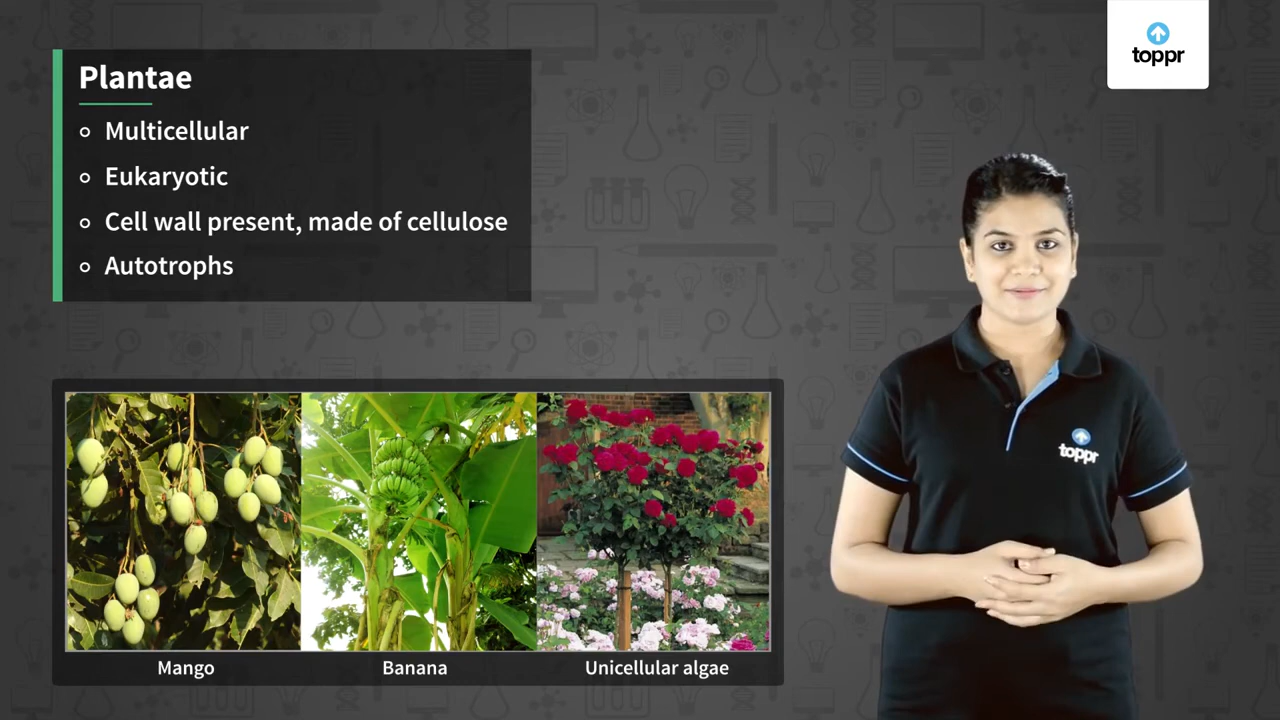 toppr
Plantae
Multicellular
Eukaryotic
Cell wall present, made of cellulose
Autotrophs
toppr
Mango
Banana
Unicellular algae